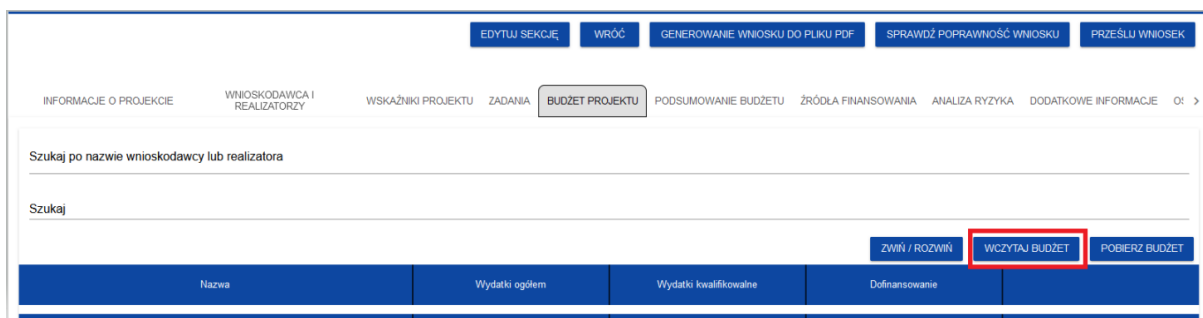 EDYTUJ SEKCJĘ WRÓĆ GENEROWANIE WNIOSKU DO PLIKU PDF SPRAWDŹ POPRAWNOŚĆ WNIOSKU PRZEŚLIJ WNIOSEK
INFORMACJE O PROJEKCIE WNIOSKODAWCA I REALIZATORZY WSKAŹNIKI PROJEKTU ZADANIA BUDŻET PROJEKTU PODSUMOWANIE BUDŻETU ŹRÓDŁA FINANSOWANIA ANALIZA RYZYKA DODATKOWE INFORMACJE
Szukaj po nazwie wnioskodawcy lub realizatora
Szukaj
ZWIŃ / ROZWIŃ WCZYTAJ BUDŻET POBIERZ BUDŻET
Nazwa Wydatki ogółem Wydatki kwalifikowalne Dofinansowanie